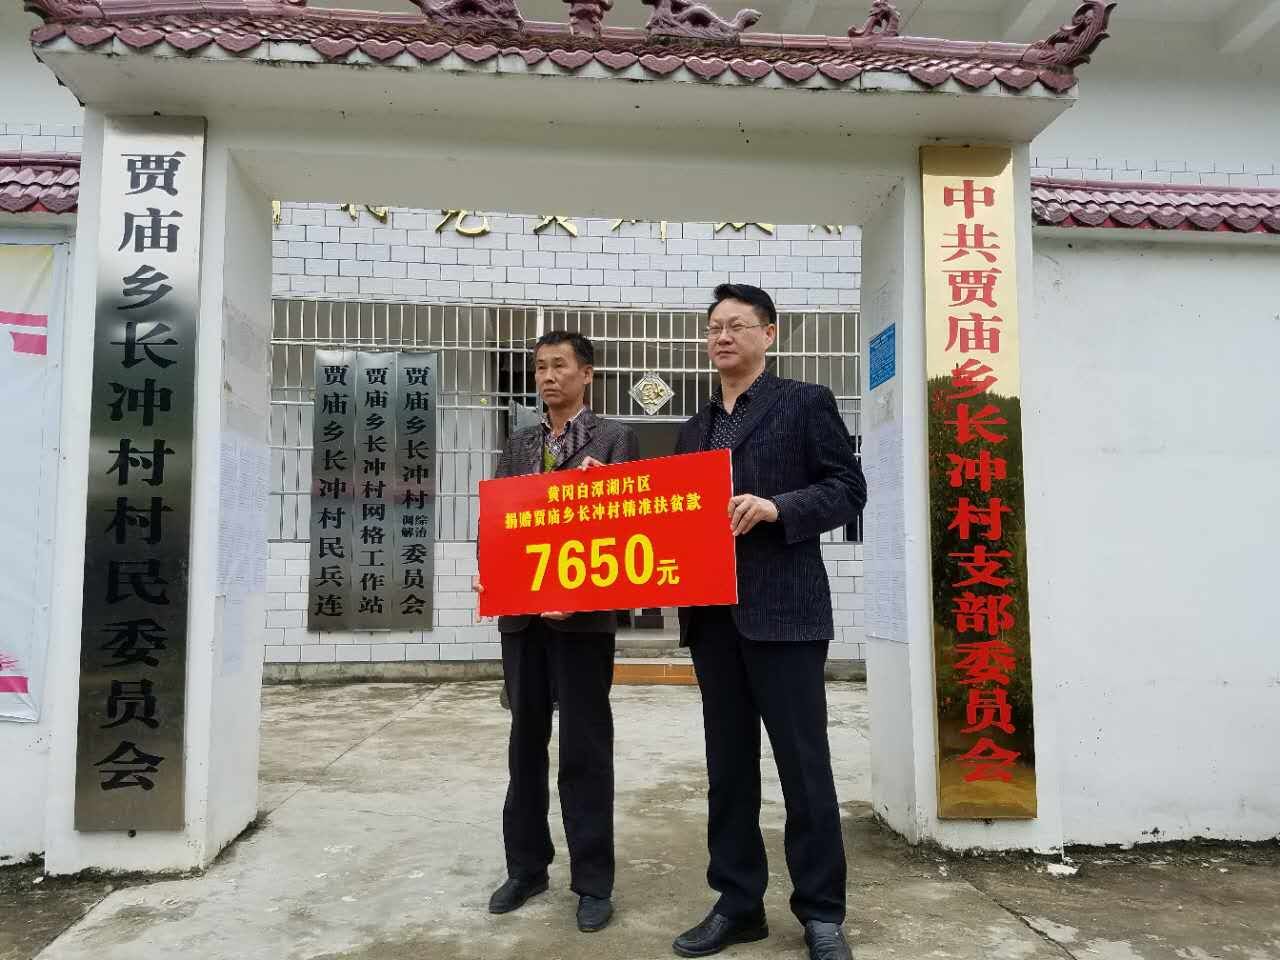 贾庙乡长冲村村民委员会
贾庙乡长冲村民兵连
贾庙乡长冲村网格工作站
贾庙乡长冲村综治调解委员会
黄冈白潭湖片区
捐赠贾庙乡长冲村精准扶贫款
7650元
中共贾庙乡长冲村支部委员会